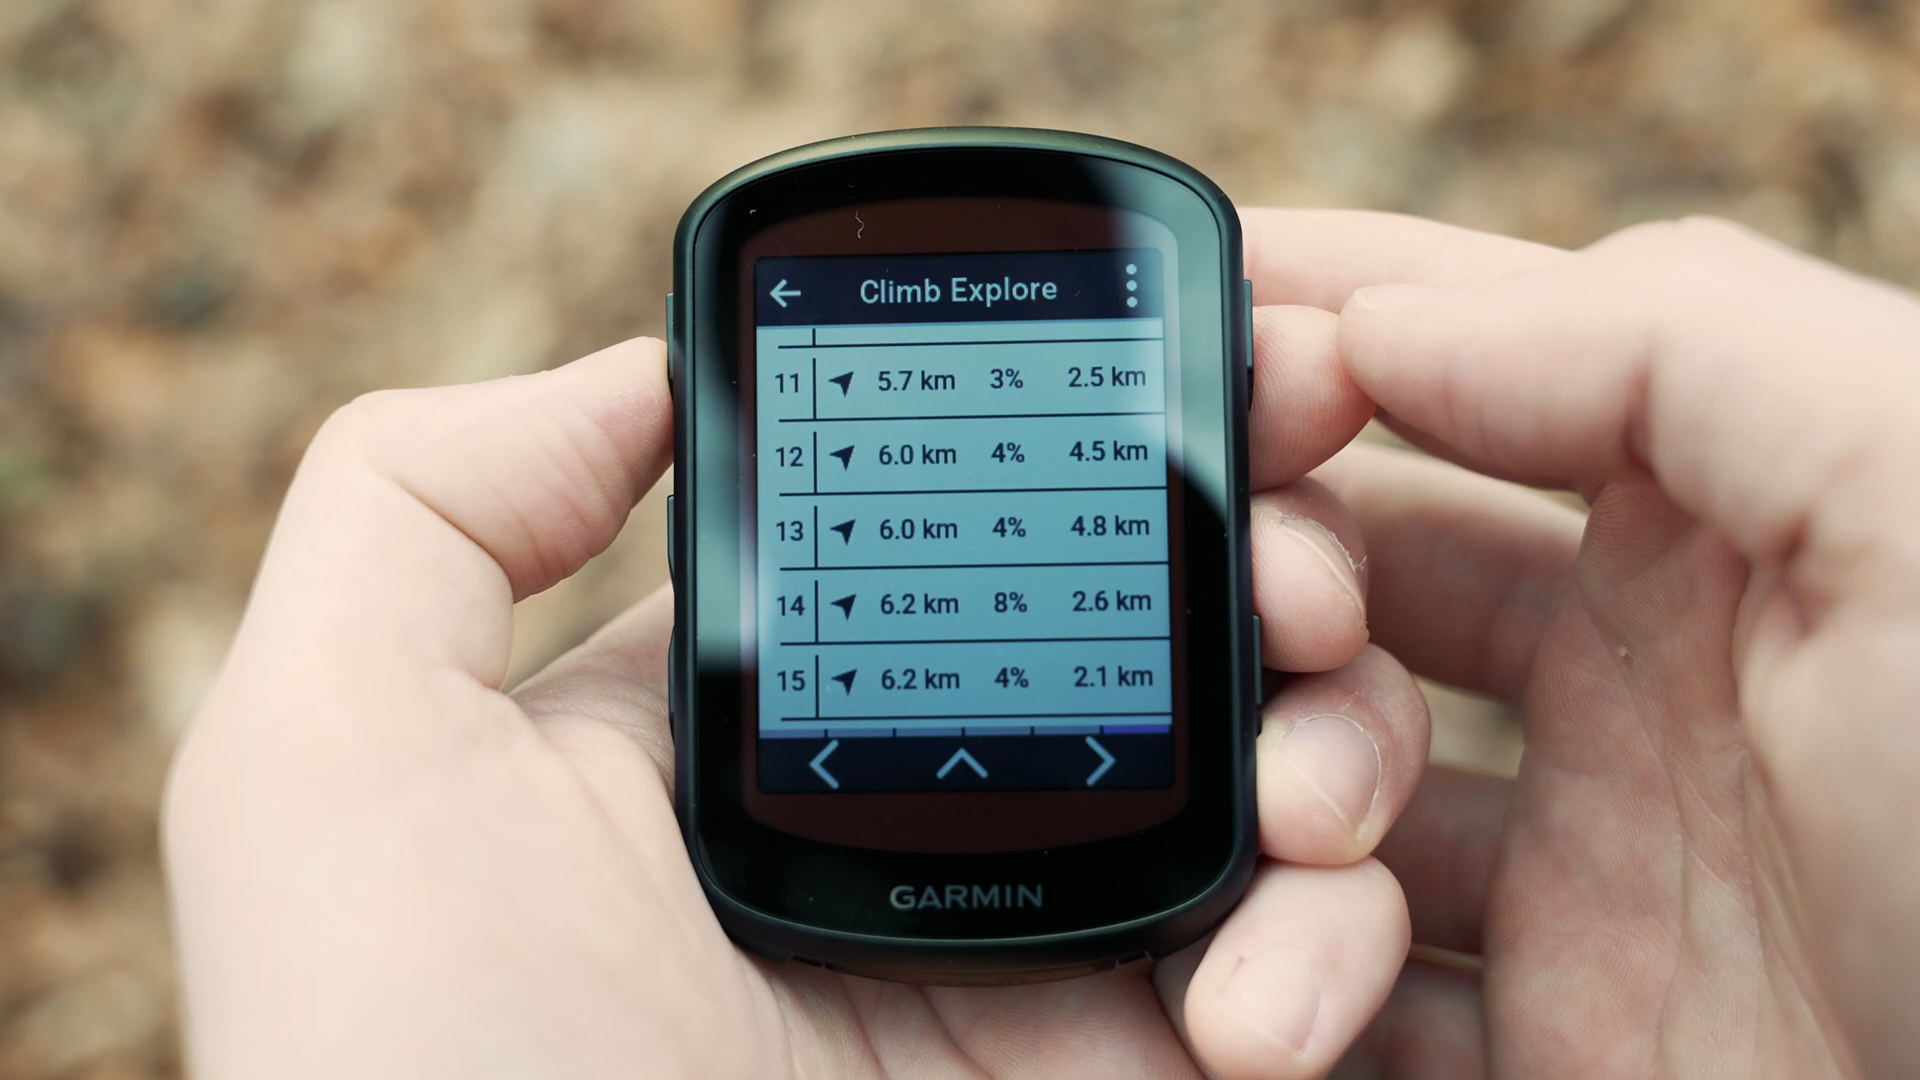 Climb Explore
11 5.7 km 3% 2.5 km
12 6.0 km 4% 4.5 km
13 6.0 km 4% 4.8 km
14 6.2 km 8% 2.6 km
15 6.2 km 4% 2.1 km
GARMIN